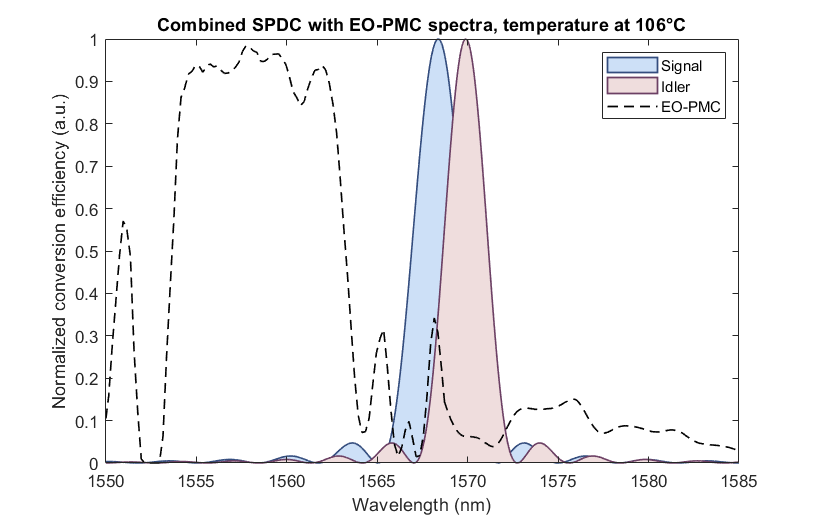 Combined SPDC with EO-PMC spectra, temperature at 106°C
Normalized conversion efficiency (a.u.)
1
0.9
0.8
0.7
0.6
0.5
0.4
0.3
0.2
0.1
0
Signal
Idler
EO-PMC
1550 1555 1560 1565 1570 1575 1580 1585
Wavelength (nm)